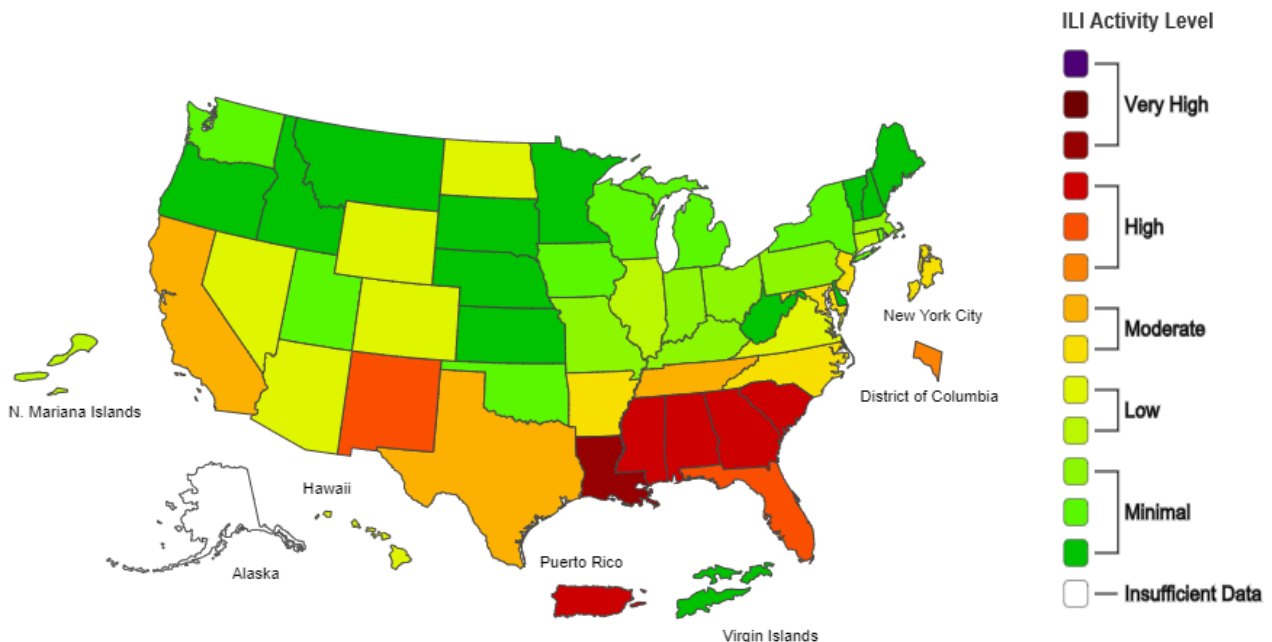 ILI Activity Level
Very High
High
Moderate
Low
Minimal
Insufficient Data
New York City
District of Columbia
N. Mariana Islands
Hawaii
Alaska
Puerto Rico
Virgin Islands